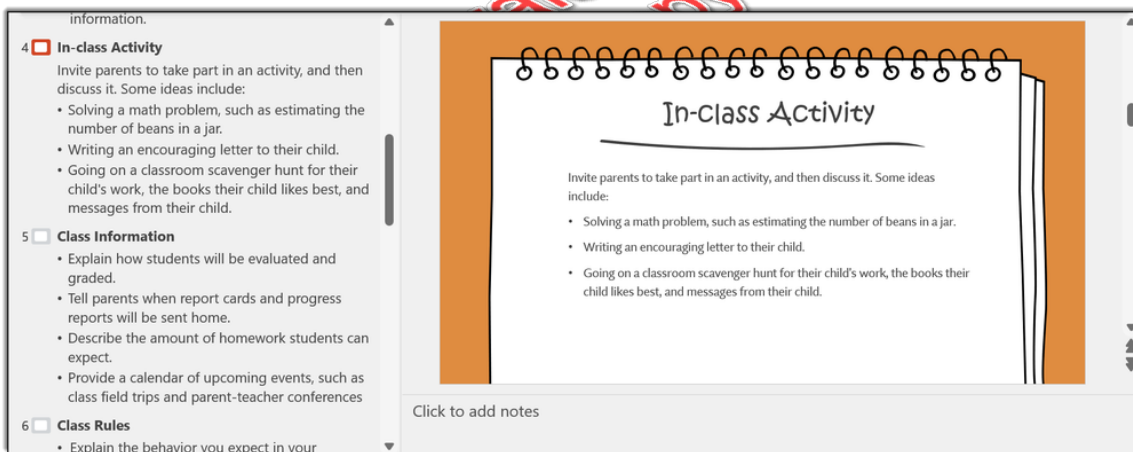 information.
4 In-class Activity
Invite parents to take part in an activity, and then
discuss it. Some ideas include:
• Solving a math problem, such as estimating the
number of beans in a jar.
• Writing an encouraging letter to their child.
• Going on a classroom scavenger hunt for their
child's work, the books their child likes best, and
messages from their child.
5 Class Information
• Explain how students will be evaluated and
graded.
• Tell parents when report cards and progress
reports will be sent home.
• Describe the amount of homework students can
expect.
• Provide a calendar of upcoming events, such as
class field trips and parent-teacher conferences
6 Class Rules
• Explain the behavior you expect in your
In-class Activity
Invite parents to take part in an activity, and then discuss it. Some ideas
include:
• Solving a math problem, such as estimating the number of beans in a jar.
• Writing an encouraging letter to their child.
• Going on a classroom scavenger hunt for their child's work, the books their
child likes best, and messages from their child.
Click to add notes